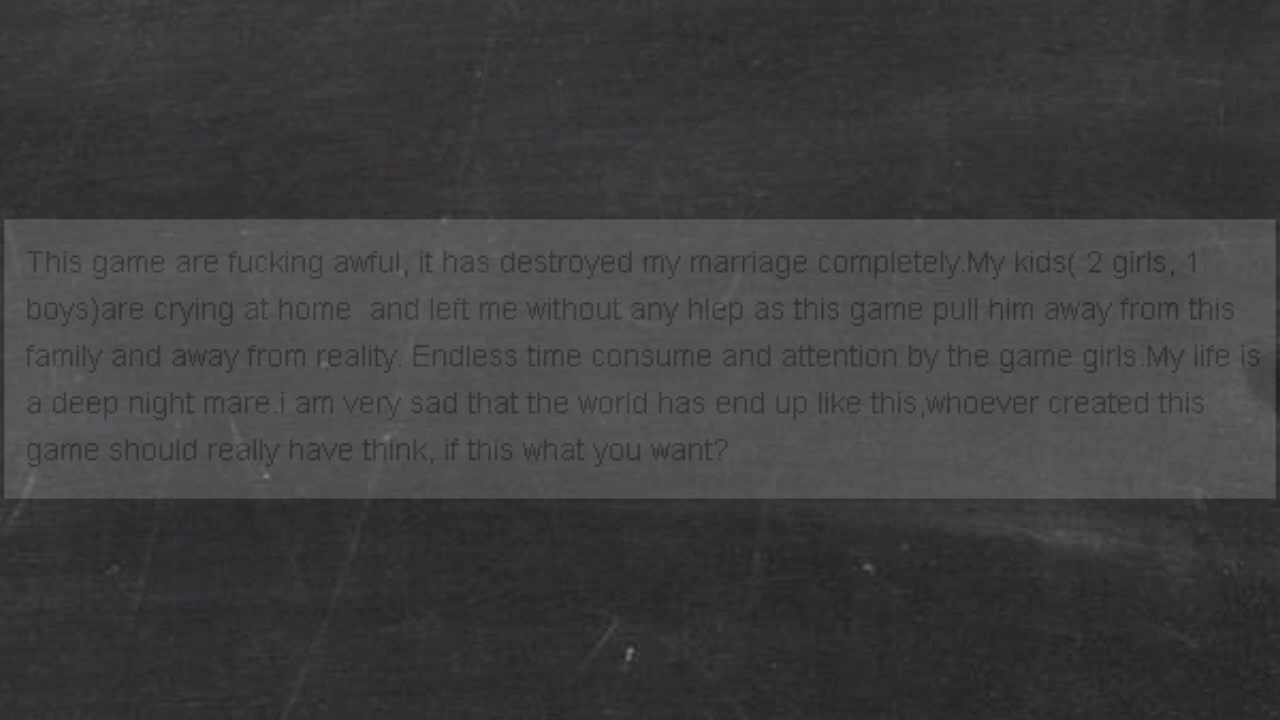 This game are fucking awful, it has destroyed my marriage completely.My kids( 2 girls, 1
boys)are crying at home  and left me without any hlep as this game pull him away from this
family and away from reality. Endless time consume and attention by the game girls.My life is
a deep night mare.i am very sad that the world has end up like this,whoever created this
game should really have think, if this what you want?